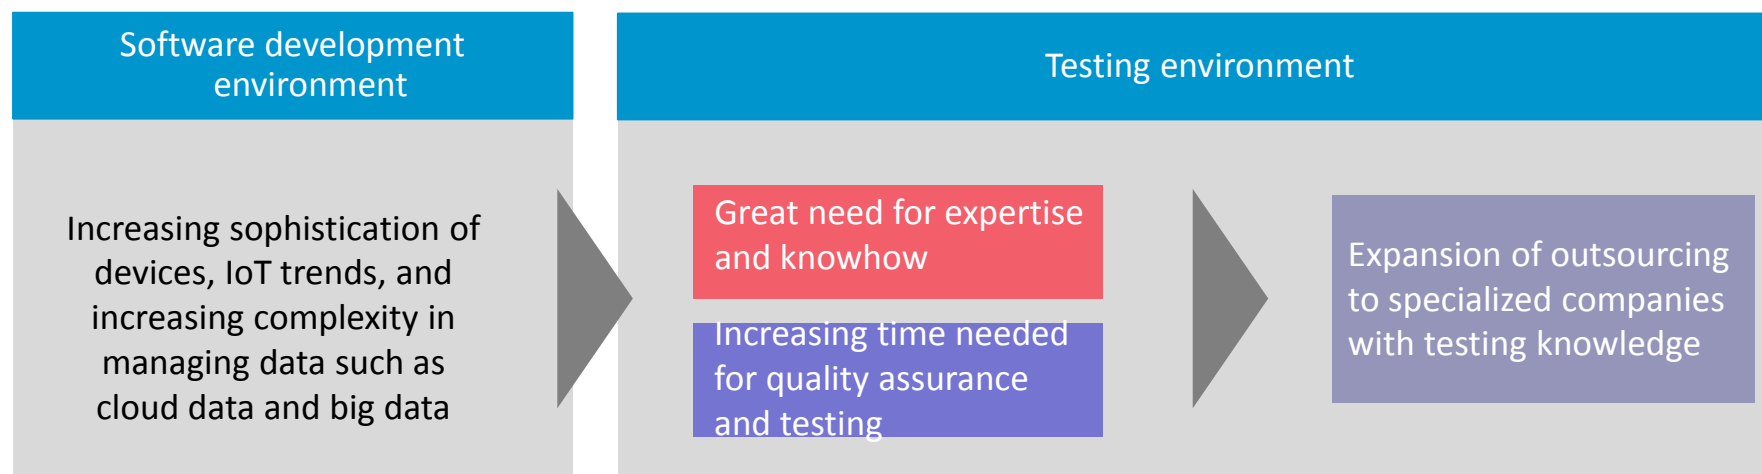 Software development
environment
Testing environment
Increasing sophistication of
devices, IoT trends, and
increasing complexity in
managing data such as
cloud data and big data
Great need for expertise
and knowhow
Increasing time needed
for quality assurance
and testing
Expansion of outsourcing
to specialized companies
with testing knowledge